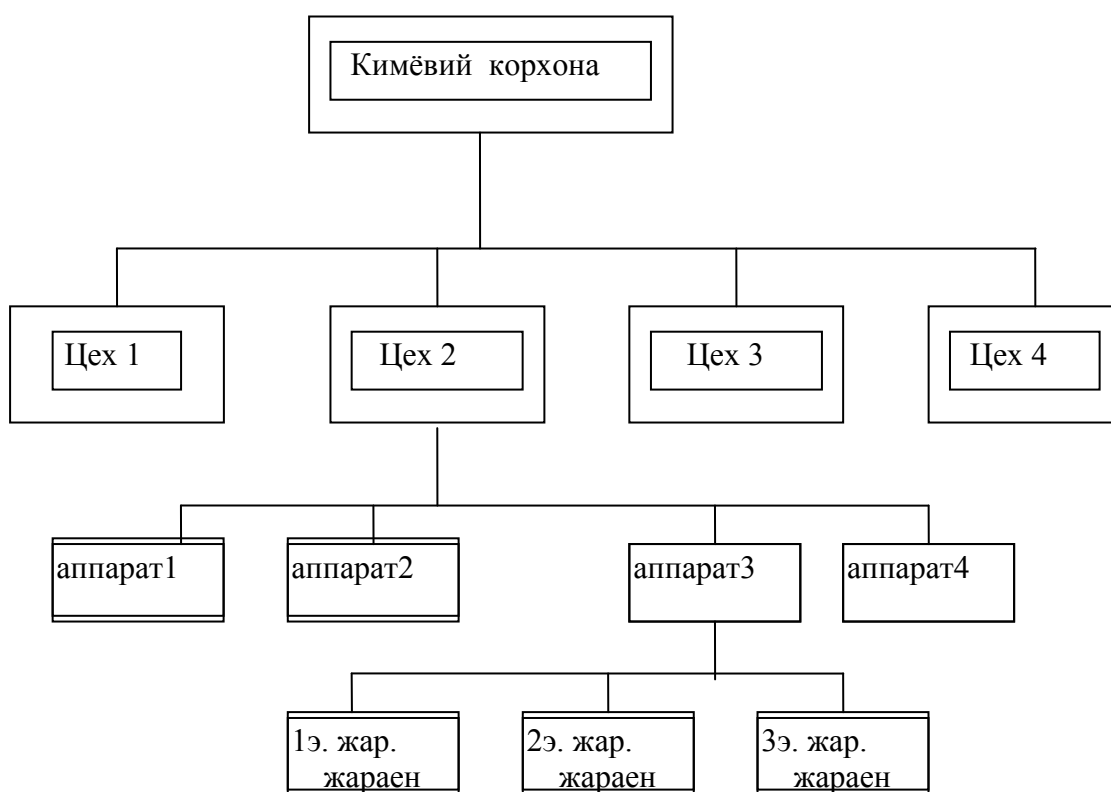 Кимёвий корхона
Цех 1
Цех 2
Цех 3
Цех 4
аппарат1
аппарат2
аппарат3
аппарат4
1э. жар.
жараен
2э. жар.
жараен
3э. жар.
жараен